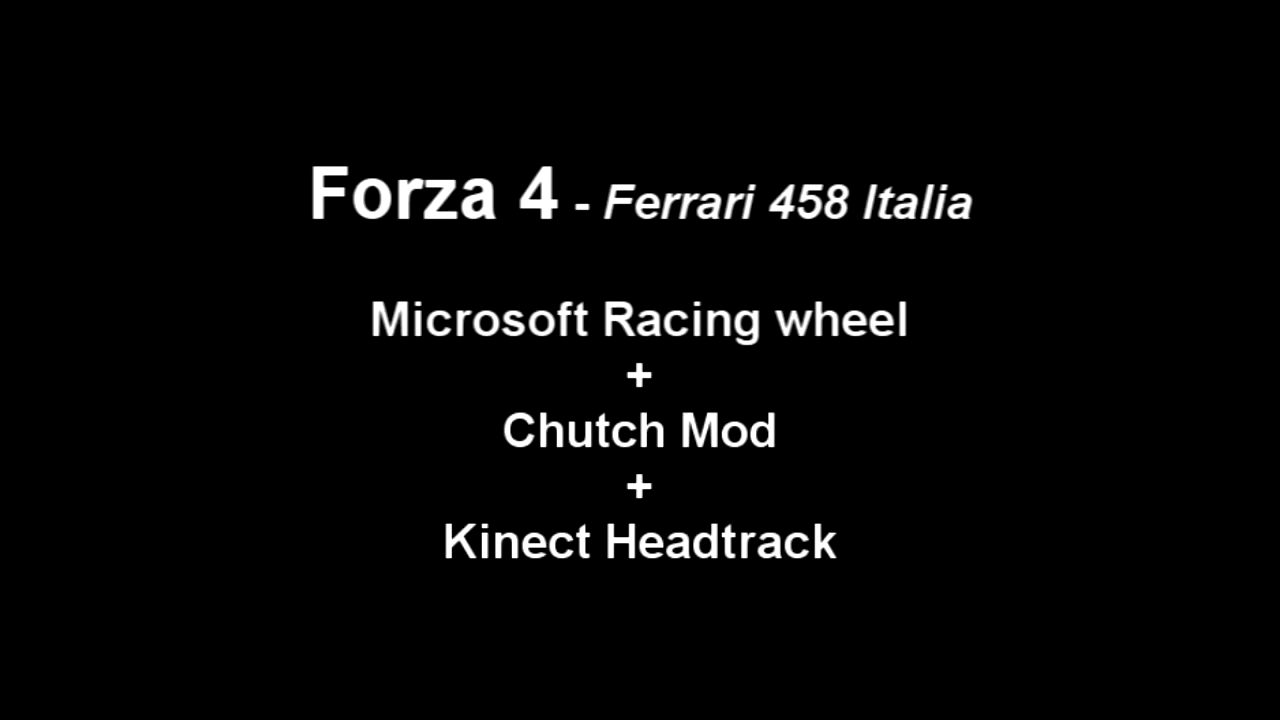 Forza 4 - Ferrari 458 Italia
Microsoft Racing wheel
+
Chutch Mod
+
Kinect Headtrack